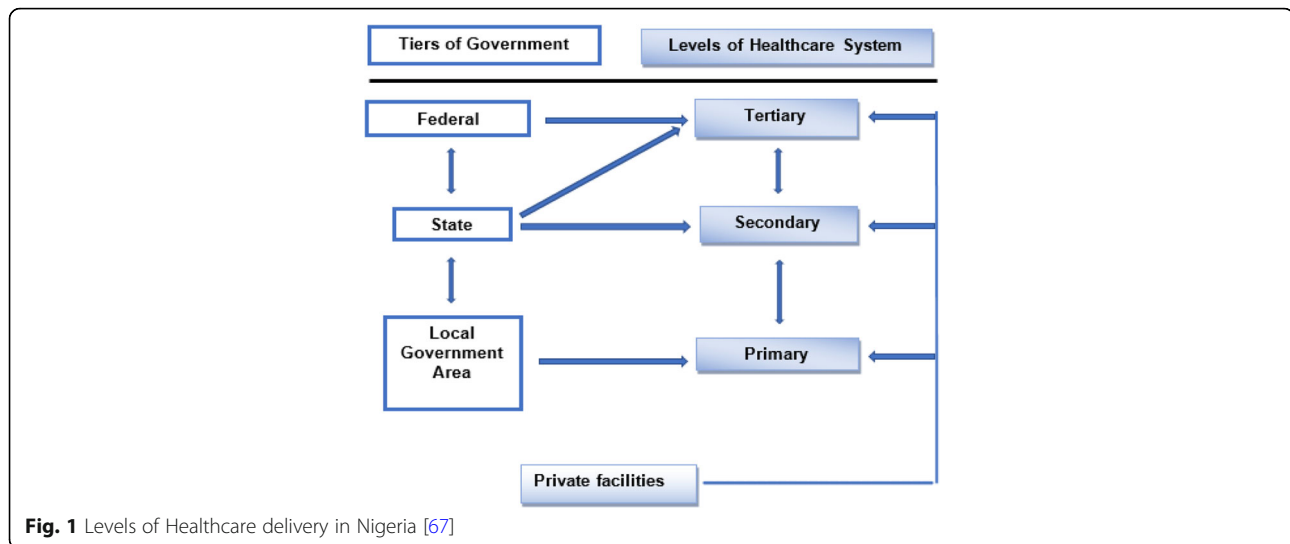 Tiers of Government
Levels of Healthcare System
Federal
Tertiary
State
Secondary
Local
Government
Area
Primary
Private facilities
Fig. 1 Levels of Healthcare delivery in Nigeria [67]